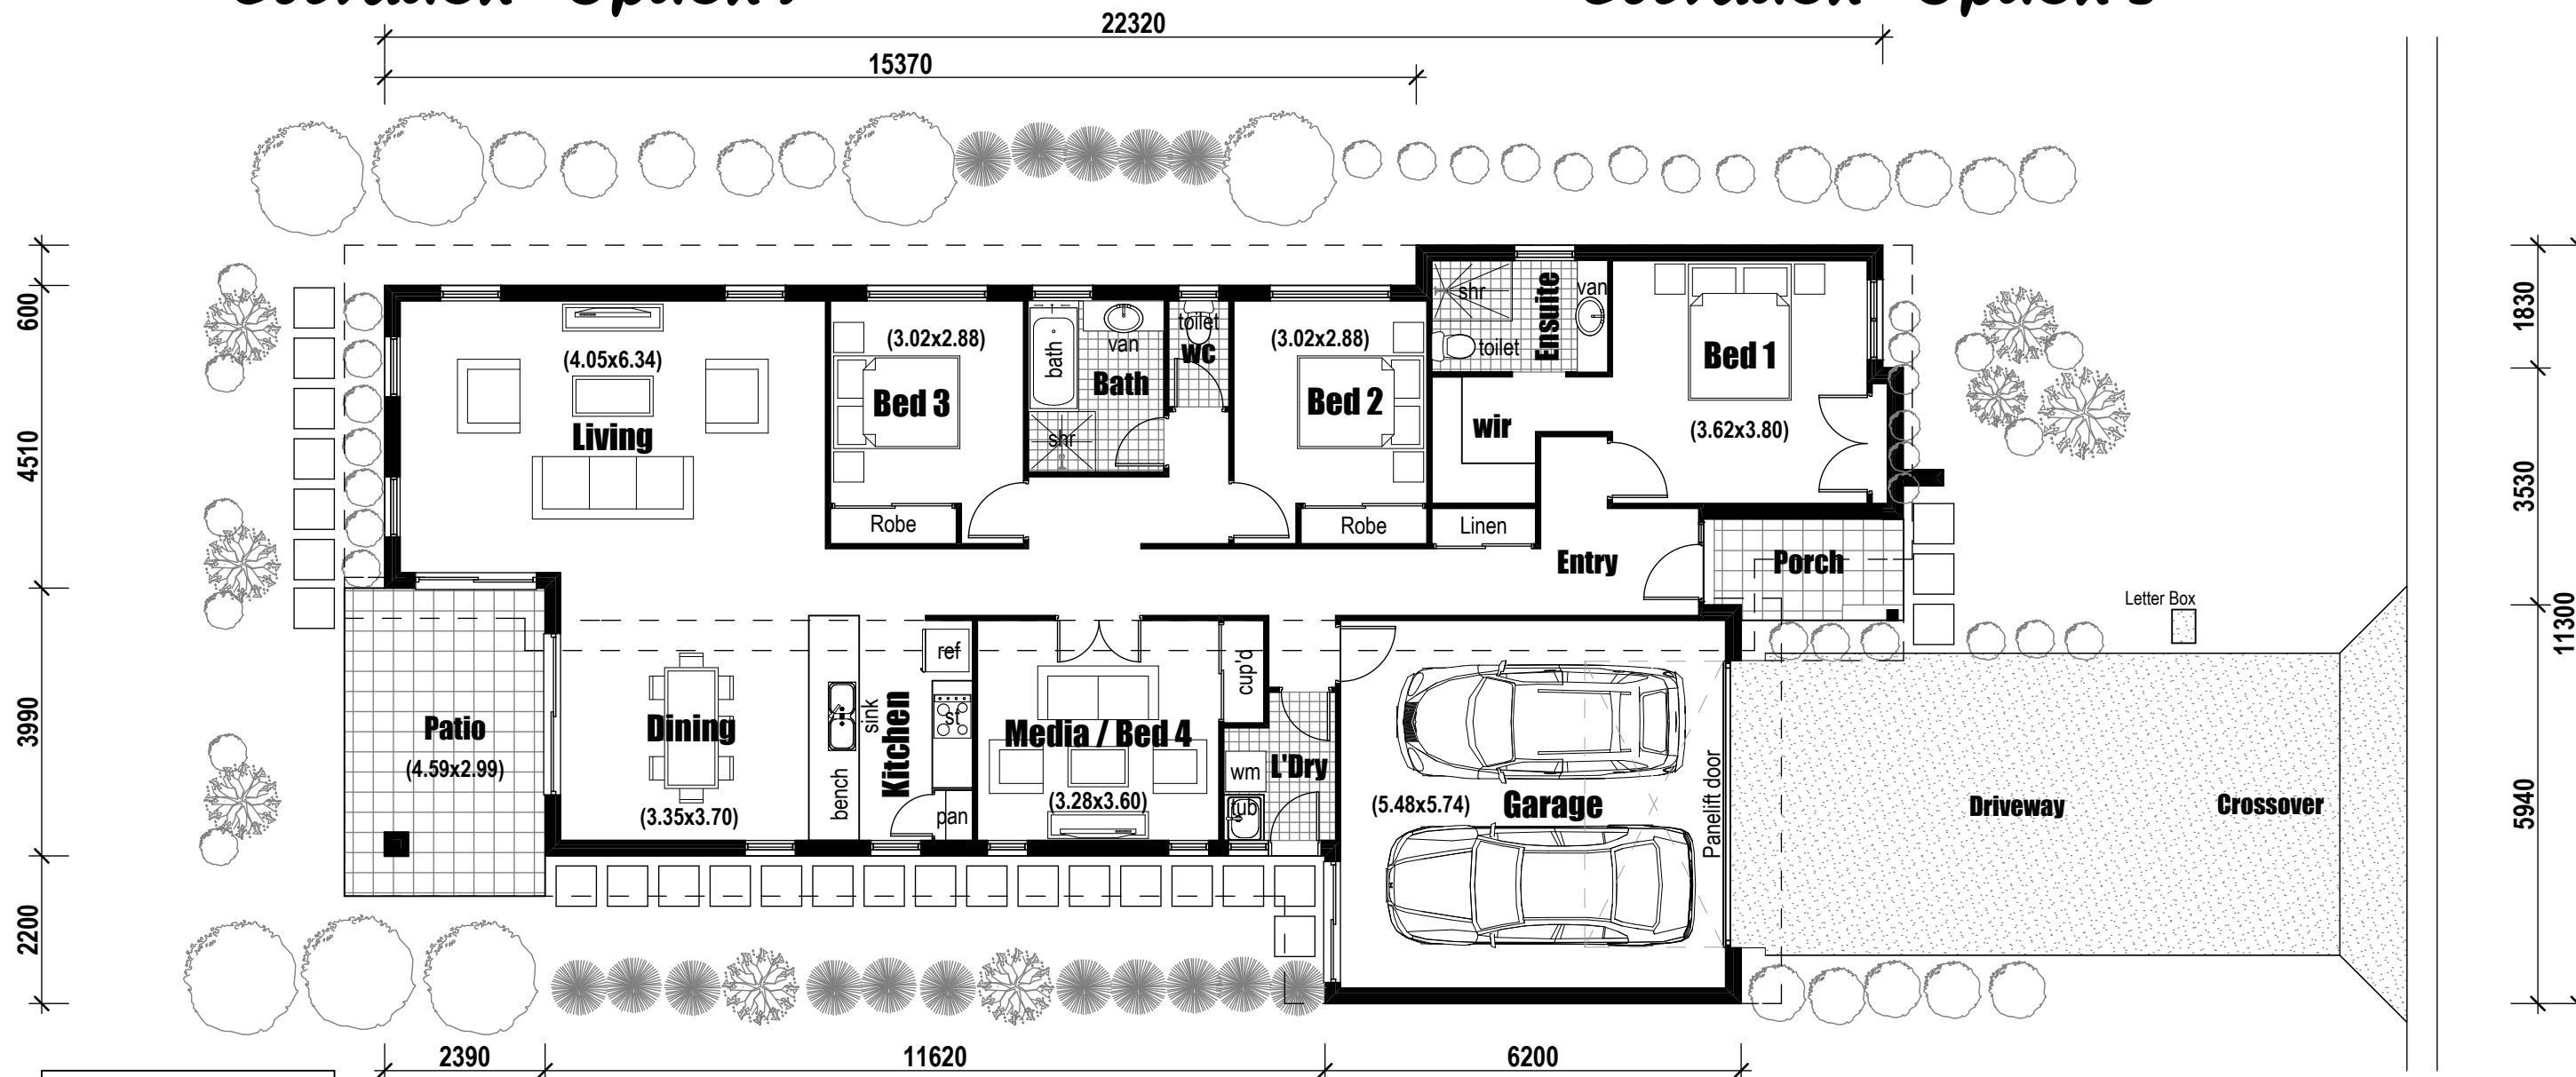 22320
15370
600
4510
3990
2200
1830
3530
11300
5940
(4.05x6.34)
Living
(3.02x2.88)
Bed 3
Robe
bath
van
Bath
shr
toilet
wc
(3.02x2.88)
Bed 2
Robe
shr
toilet
Ensuite
van
wir
Linen
Bed 1
(3.62x3.80)
Entry
Porch
Letter Box
Patio
(4.59x2.99)
Dining
(3.35x3.70)
sink
bench
Kitchen
ref
st
pan
Media / Bed 4
(3.28x3.60)
cup'd
wm
L'Dry
tub
(5.48x5.74)
Garage
Panelift door
Driveway
Crossover
2390
11620
6200